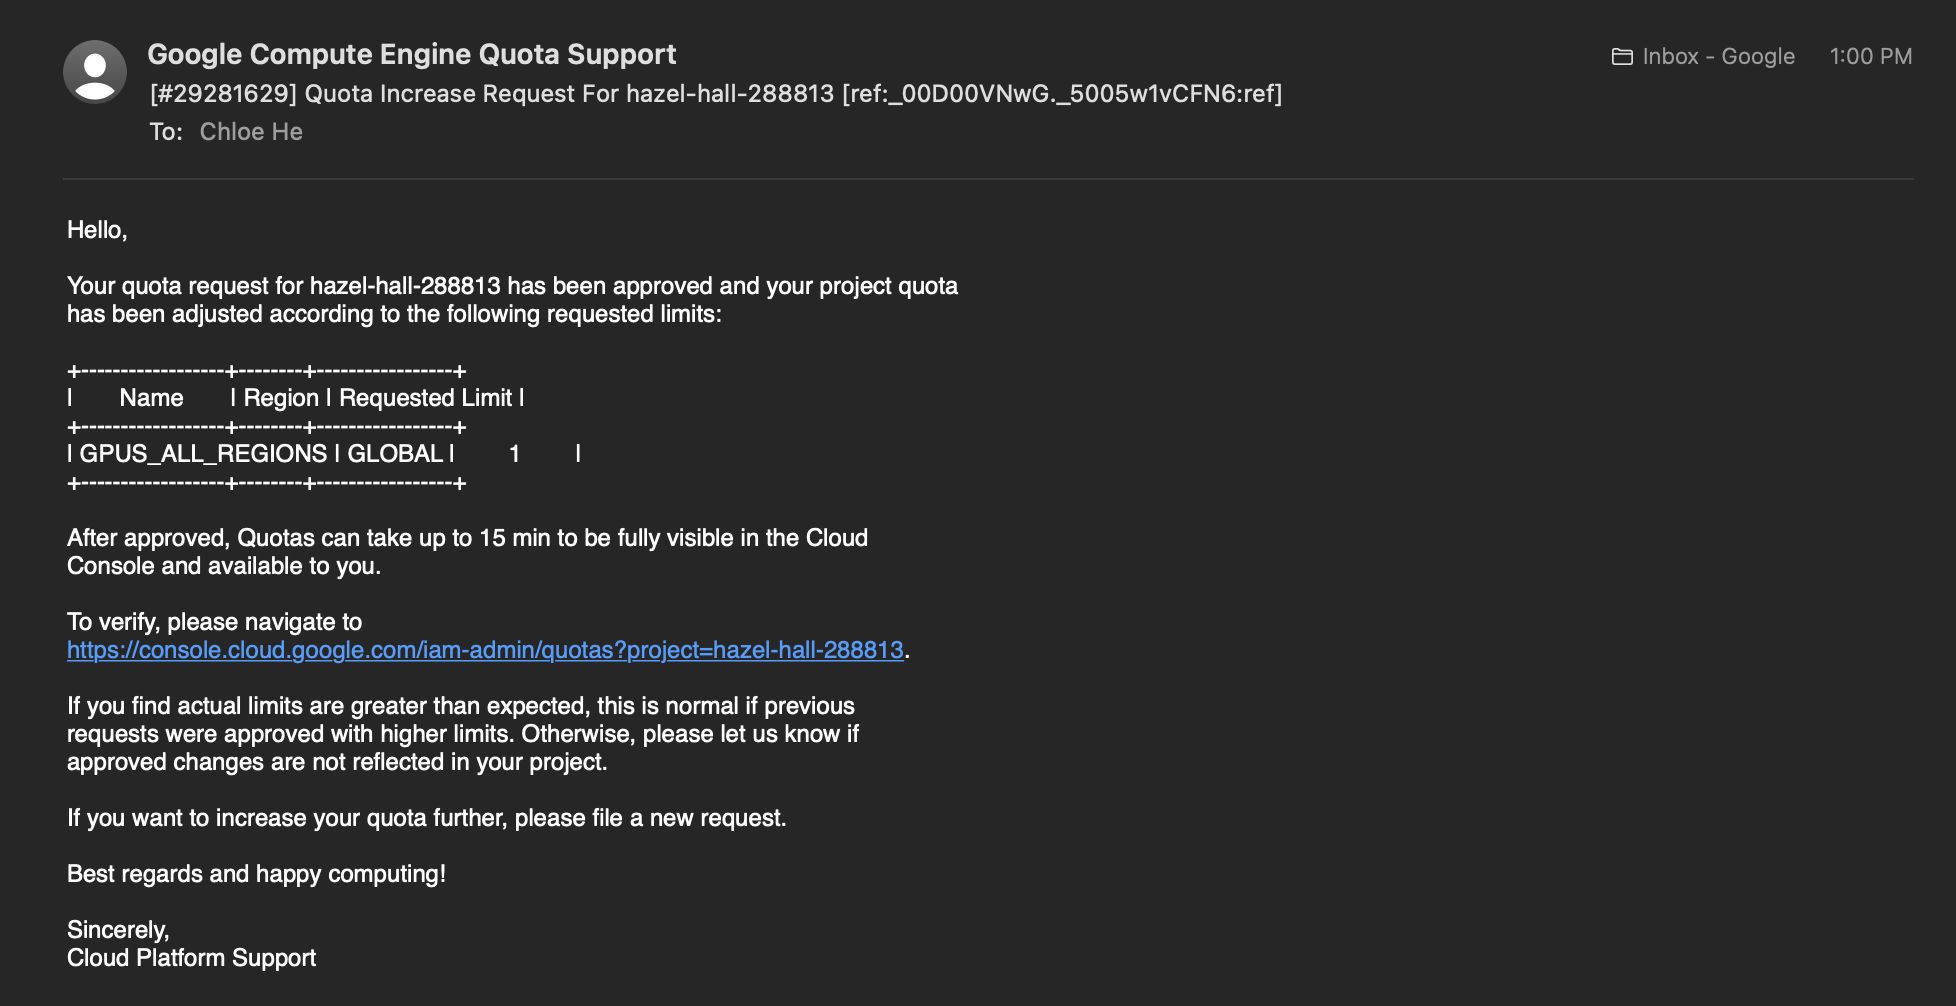 Google Compute Engine Quota Support
Inbox - Google 1:00 PM
[#29281629] Quota Increase Request For hazel-hall-288813 [ref:_00D00VNwG._5005w1vCFN6:ref]
To: Chloe He
Hello,
Your quota request for hazel-hall-288813 has been approved and your project quota
has been adjusted according to the following requested limits:
+------------------+--------+-----------------+
| Name | Region | Requested Limit |
+------------------+--------+-----------------+
| GPUS_ALL_REGIONS | GLOBAL | 1 |
+------------------+--------+-----------------+
After approved, Quotas can take up to 15 min to be fully visible in the Cloud
Console and available to you.
To verify, please navigate to
https://console.cloud.google.com/iam-admin/quotas?project=hazel-hall-288813.
If you find actual limits are greater than expected, this is normal if previous
requests were approved with higher limits. Otherwise, please let us know if
approved changes are not reflected in your project.
If you want to increase your quota further, please file a new request.
Best regards and happy computing!
Sincerely,
Cloud Platform Support